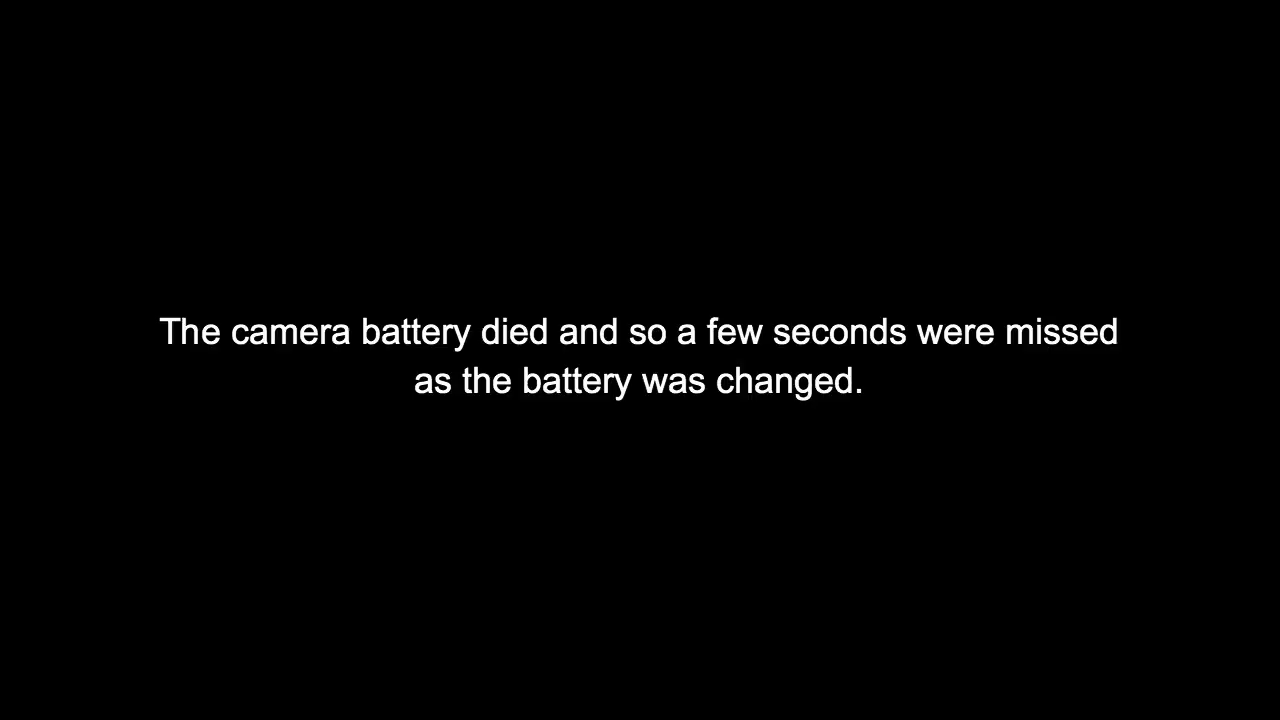 The camera battery died and so a few seconds were missed
as the battery was changed.